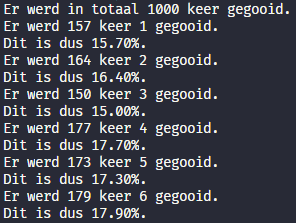 Er werd in totaal 1000 keer gegooid.
Er werd 157 keer 1 gegooid.
Dit is dus 15.70%.
Er werd 164 keer 2 gegooid.
Dit is dus 16.40%.
Er werd 150 keer 3 gegooid.
Dit is dus 15.00%.
Er werd 177 keer 4 gegooid.
Dit is dus 17.70%.
Er werd 173 keer 5 gegooid.
Dit is dus 17.30%.
Er werd 179 keer 6 gegooid.
Dit is dus 17.90%.